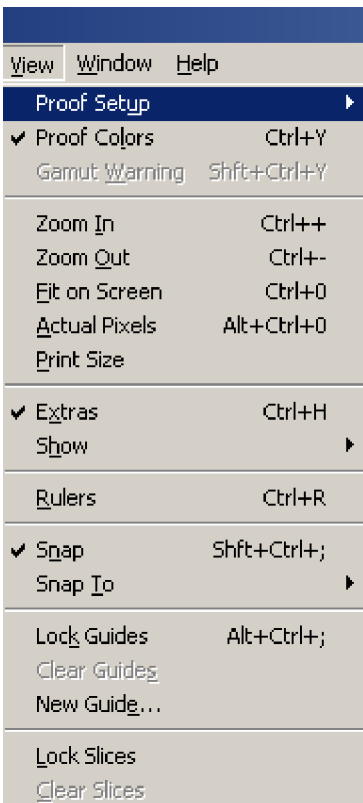 View Window Help
Proof Setup
Proof Colors Ctrl+Y
Gamut Warning Shft+Ctrl+Y
Zoom In Ctrl++
Zoom Out Ctrl+-
Fit on Screen Ctrl+0
Actual Pixels Alt+Ctrl+0
Print Size
Extras Ctrl+H
Show
Rulers Ctrl+R
Snap Shft+Ctrl+;
Snap To
Lock Guides Alt+Ctrl+;
Clear Guides
New Guide...
Lock Slices
Clear Slices